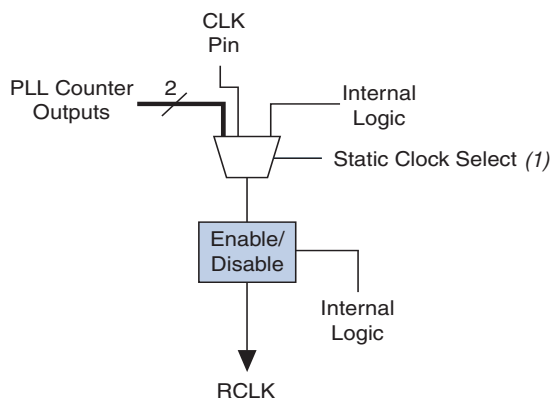 CLK
Pin
PLL Counter
Outputs
2
Internal
Logic
Static Clock Select (1)
Enable/
Disable
Internal
Logic
RCLK